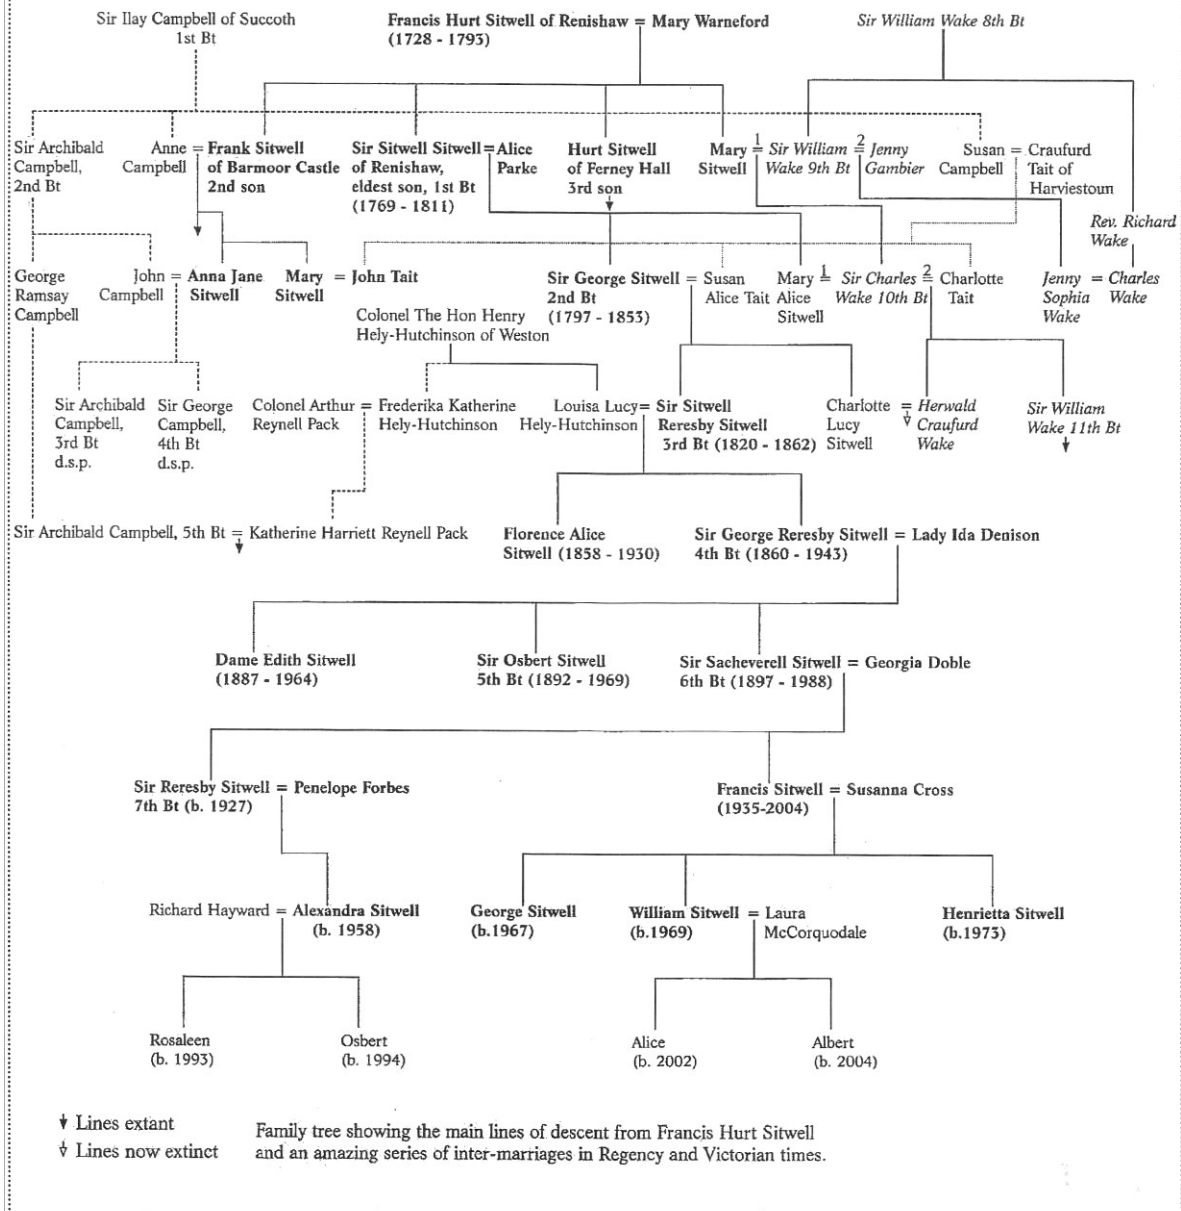 Sir Ilay Campbell of Succoth
1st Bt
Francis Hurt Sitwell of Renishaw = Mary Warneford
(1728 - 1793)
Sir William Wake 8th Bt
Sir Archibald
Campbell,
2nd Bt
Anne =
Campbell
Frank Sitwell
of Barmoor Castle
2nd son
Sir Sitwell Sitwell = Alice
Parke
of Renishaw,
eldest son, 1st Bt
(1769 - 1811)
Hurt Sitwell
of Ferney Hall
3rd son
Mary
Sitwell
1
=
Sir William
Wake 9th Bt
2
=
Jenny
Gambier
Susan =
Campbell
Craufurd
Tait of
Harviestoun
Rev. Richard
Wake
George
Ramsay
Campbell
John =
Campbell
Anna Jane
Sitwell
Mary
Sitwell
= John Tait
Colonel The Hon Henry
Hely-Hutchinson of Weston
Sir George Sitwell =
2nd Bt
(1797 - 1853)
Susan
Alice Tait
Mary
Alice
Sitwell
1
=
Sir Charles
Wake 10th Bt
2
=
Charlotte
Tait
Jenny
Sophia
Wake
= Charles
Wake
Sir Archibald
Campbell,
3rd Bt
d.s.p.
Sir George
Campbell,
4th Bt
d.s.p.
Colonel Arthur =
Reynell Pack
Frederika Katherine
Hely-Hutchinson
Louisa Lucy =
Hely-Hutchinson
Sir Sitwell
Reresby Sitwell
3rd Bt (1820 - 1862)
Charlotte
Lucy
Sitwell
=
Herwald
Craufurd
Wake
Sir William
Wake 11th Bt
Sir Archibald Campbell, 5th Bt = Katherine Harriett Reynell Pack
Florence Alice
Sitwell (1858 - 1930)
Sir George Reresby Sitwell = Lady Ida Denison
4th Bt (1860 - 1943)
Dame Edith Sitwell
(1887 - 1964)
Sir Osbert Sitwell
5th Bt (1892 - 1969)
Sir Sacheverell Sitwell = Georgia Doble
6th Bt (1897 - 1988)
Sir Reresby Sitwell = Penelope Forbes
7th Bt (b. 1927)
Francis Sitwell = Susanna Cross
(1935-2004)
Richard Hayward = Alexandra Sitwell
(b. 1958)
George Sitwell
(b.1967)
William Sitwell = Laura
(b.1969) McCorquodale
Henrietta Sitwell
(b.1973)
Rosaleen
(b. 1993)
Osbert
(b. 1994)
Alice
(b. 2002)
Albert
(b. 2004)
Lines extant
Lines now extinct
Family tree showing the main lines of descent from Francis Hurt Sitwell
and an amazing series of inter-marriages in Regency and Victorian times.